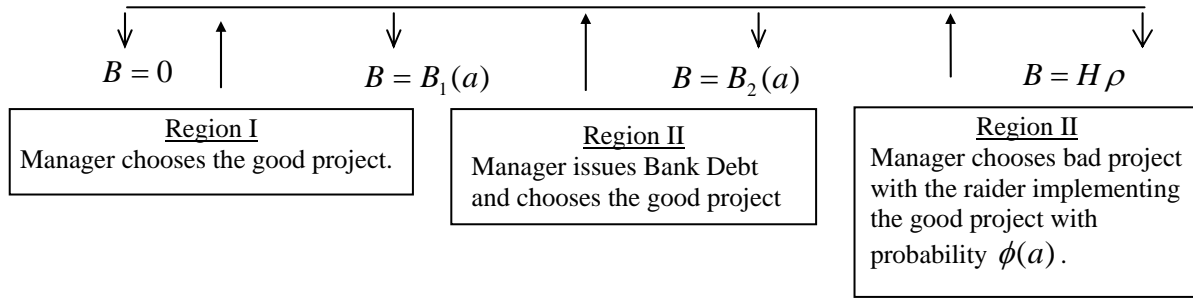 B = 0
B = B₁(a)
B = B₂(a)
B = Hρ
Region I
Manager chooses the good project.
Region II
Manager issues Bank Debt
and chooses the good project
Region II
Manager chooses bad project
with the raider implementing
the good project with
probability ϕ(a) .